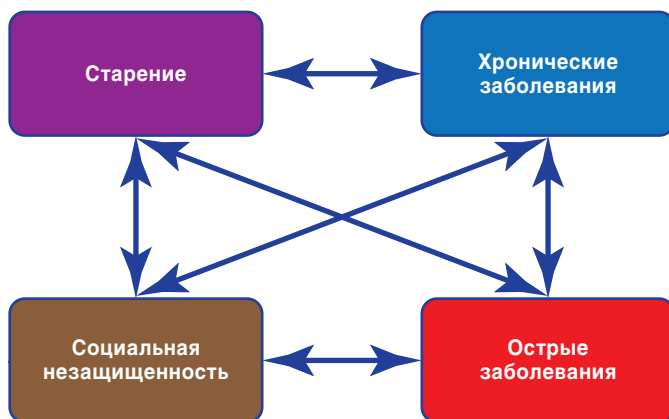 Старение
Хронические
заболевания
Социальная
незащищенность
Острые
заболевания